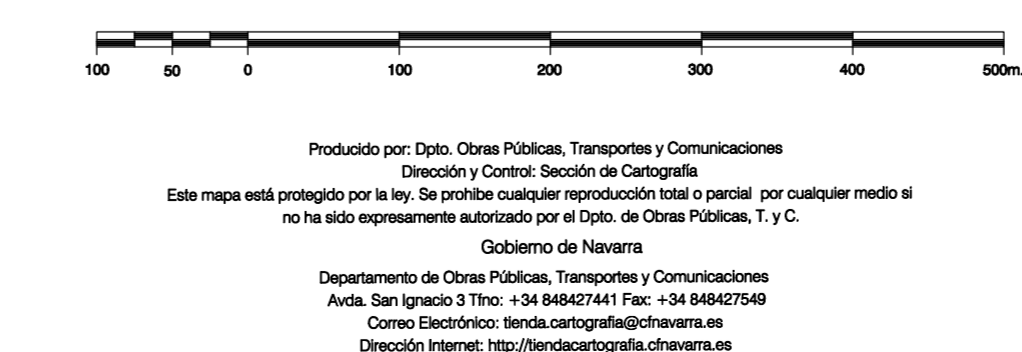 100 50 0 100 200 300 400 500m.
Producido por: Dpto. Obras Públicas, Transportes y Comunicaciones
Dirección y Control: Sección de Cartografía
Este mapa está protegido por la ley. Se prohibe cualquier reproducción total o parcial por cualquier medio si
no ha sido expresamente autorizado por el Dpto. de Obras Públicas, T. y C.
Gobierno de Navarra
Departamento de Obras Públicas, Transportes y Comunicaciones
Avda. San Ignacio 3 Tfno: +34 848427441 Fax: +34 848427549
Correo Electrónico: tienda.cartografia@cfnavarra.es
Dirección Internet: http://tiendacartografia.cfnavarra.es